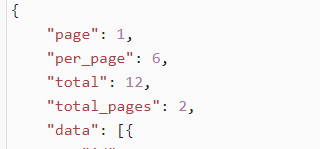 {
"page": 1,
"per_page": 6,
"total": 12,
"total_pages": 2,
"data": [{